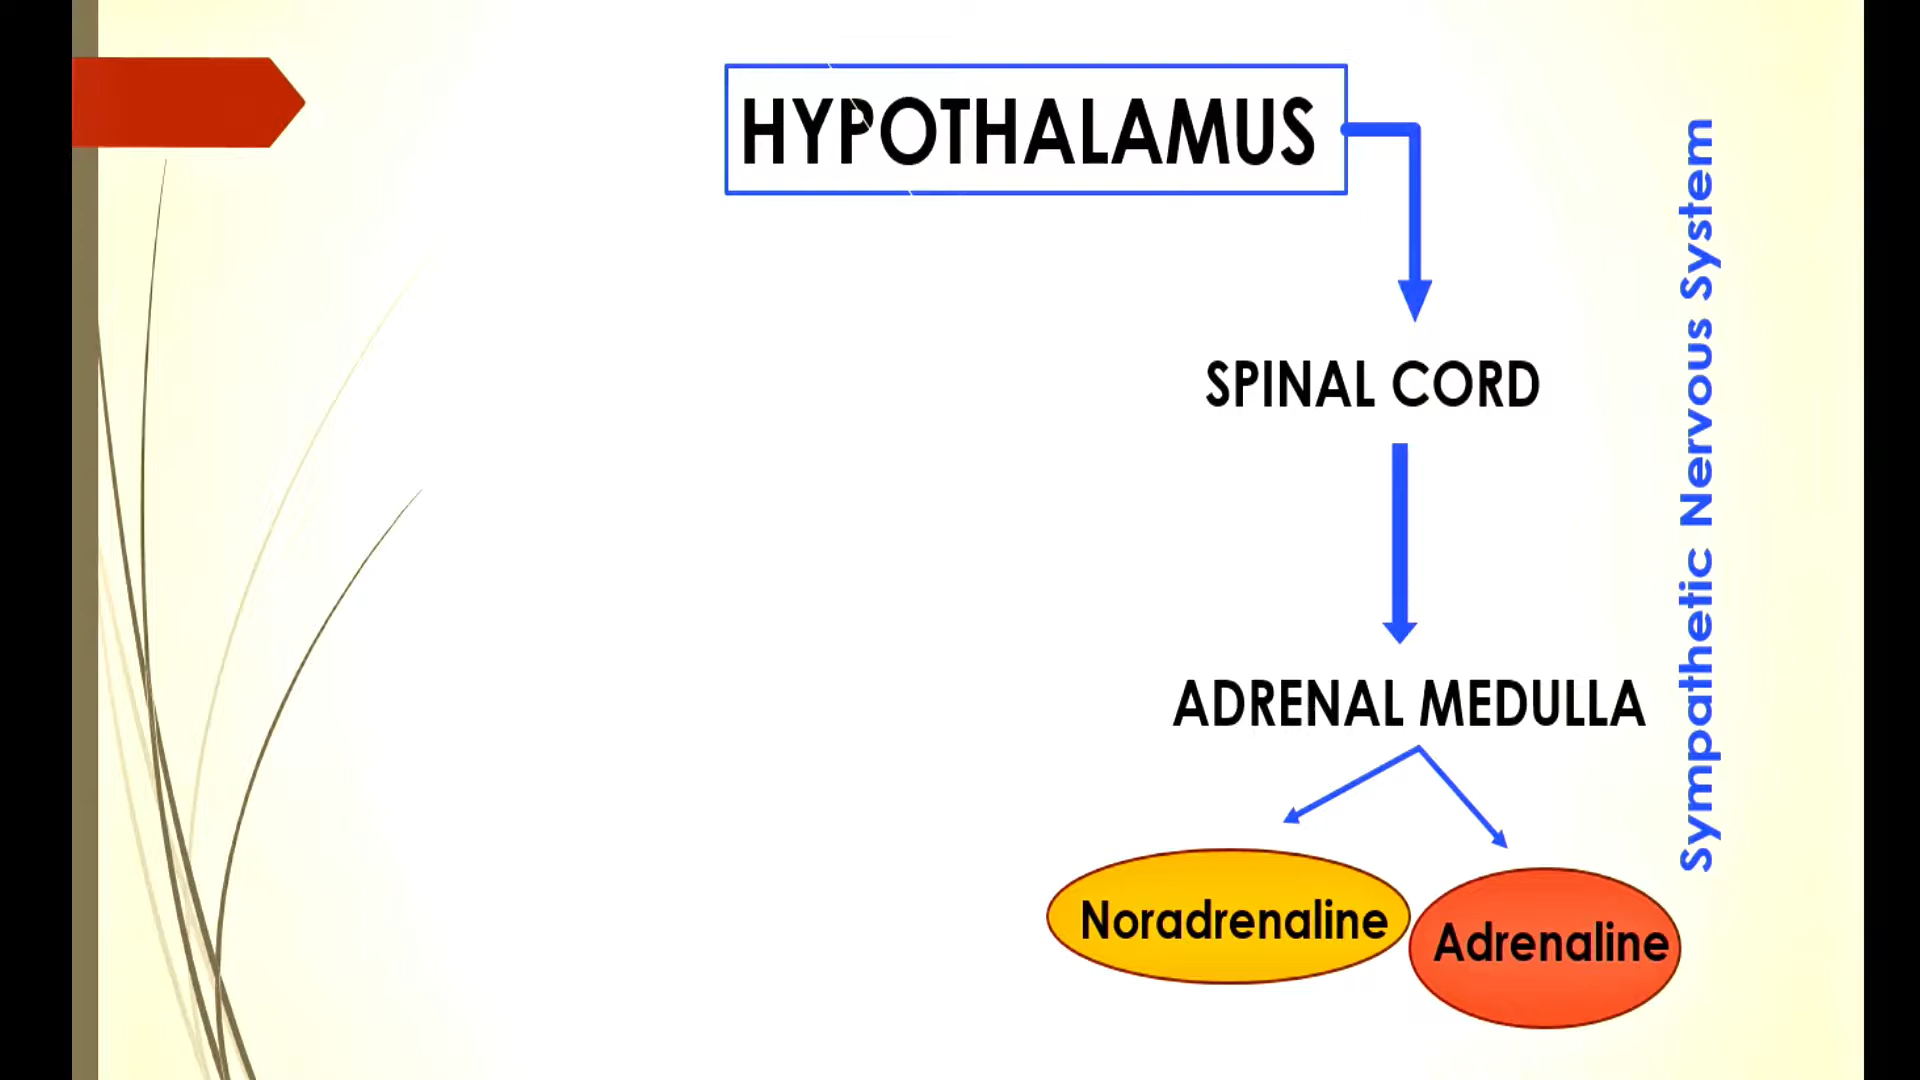 HYPOTHALAMUS
SPINAL CORD
ADRENAL MEDULLA
Noradrenaline
Adrenaline
Sympathetic Nervous System